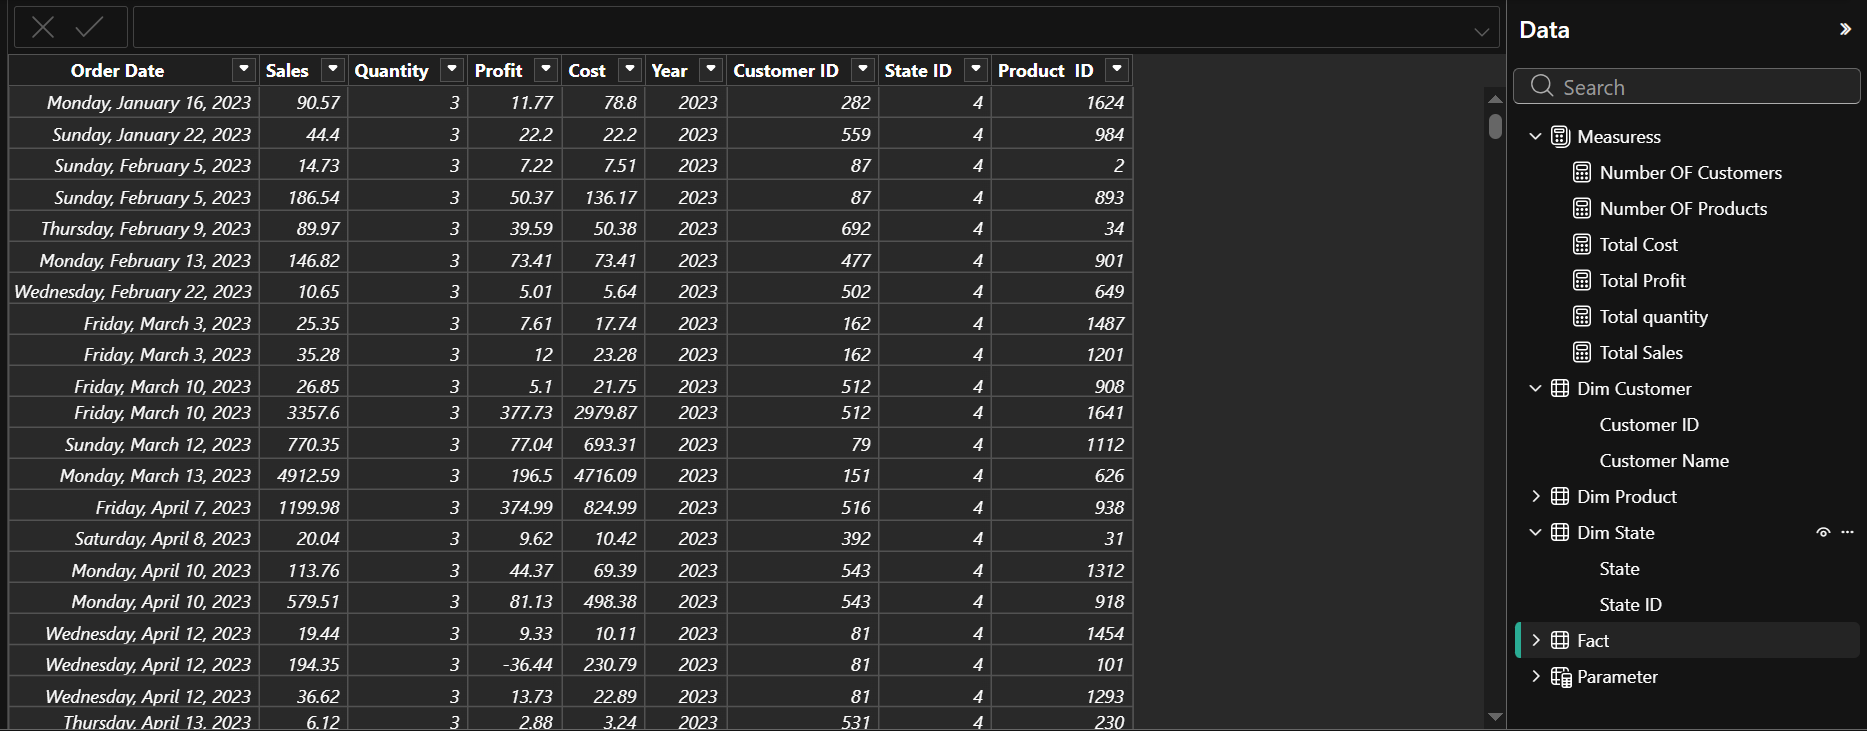 Data
Search
Order Date Sales Quantity Profit Cost Year Customer ID State ID Product  ID
Monday, January 16, 2023 90.57 3 11.77 78.8 2023 282 4 1624
Sunday, January 22, 2023 44.4 3 22.2 22.2 2023 559 4 984
Sunday, February 5, 2023 14.73 3 7.22 7.51 2023 87 4 2
Sunday, February 5, 2023 186.54 3 50.37 136.17 2023 87 4 893
Thursday, February 9, 2023 89.97 3 39.59 50.38 2023 692 4 34
Monday, February 13, 2023 146.82 3 73.41 73.41 2023 477 4 901
Wednesday, February 22, 2023 10.65 3 5.01 5.64 2023 502 4 649
Friday, March 3, 2023 25.35 3 7.61 17.74 2023 162 4 1487
Friday, March 3, 2023 35.28 3 12 23.28 2023 162 4 1201
Friday, March 10, 2023 26.85 3 5.1 21.75 2023 512 4 908
Friday, March 10, 2023 3357.6 3 377.73 2979.87 2023 512 4 1641
Sunday, March 12, 2023 770.35 3 77.04 693.31 2023 79 4 1112
Monday, March 13, 2023 4912.59 3 196.5 4716.09 2023 151 4 626
Friday, April 7, 2023 1199.98 3 374.99 824.99 2023 516 4 938
Saturday, April 8, 2023 20.04 3 9.62 10.42 2023 392 4 31
Monday, April 10, 2023 113.76 3 44.37 69.39 2023 543 4 1312
Monday, April 10, 2023 579.51 3 81.13 498.38 2023 543 4 918
Wednesday, April 12, 2023 19.44 3 9.33 10.11 2023 81 4 1454
Wednesday, April 12, 2023 194.35 3 -36.44 230.79 2023 81 4 101
Wednesday, April 12, 2023 36.62 3 13.73 22.89 2023 81 4 1293
Thursday, April 13, 2023 6.12 3 2.88 3.24 2023 531 4 230
Measuress
Number OF Customers
Number OF Products
Total Cost
Total Profit
Total quantity
Total Sales
Dim Customer
Customer ID
Customer Name
Dim Product
Dim State
State
State ID
Fact
Parameter